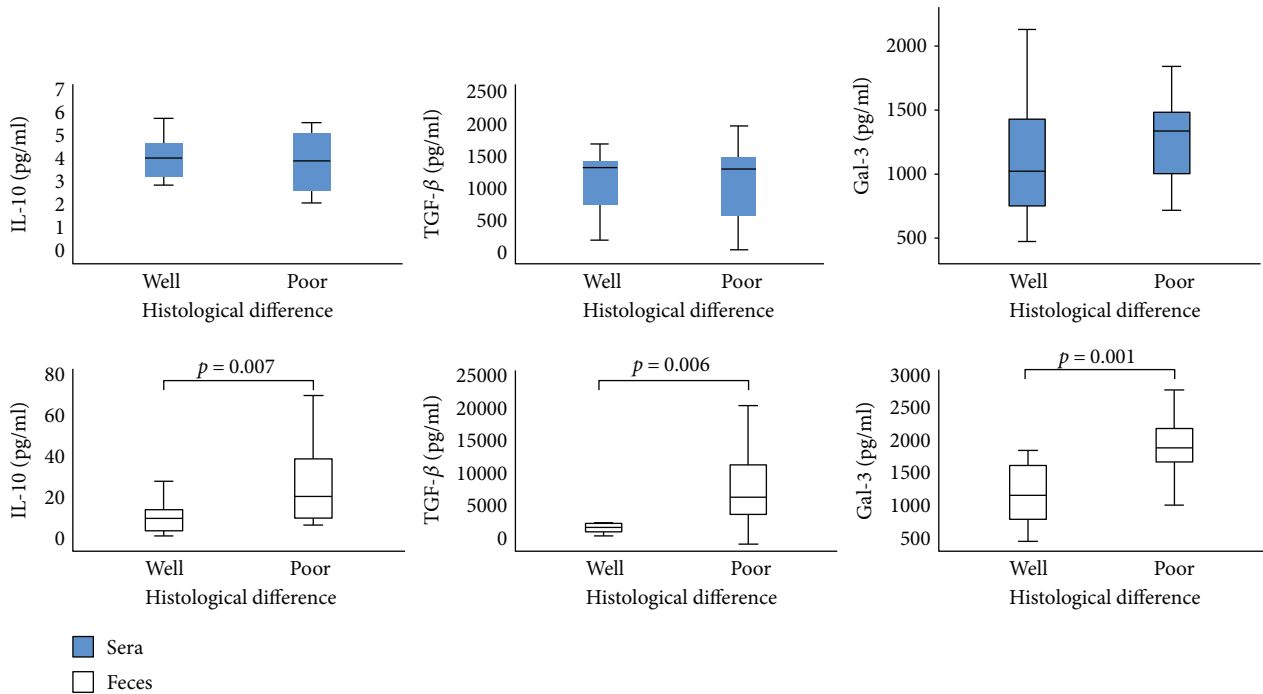 IL-10 (pg/ml)
7
6
5
4
3
2
1
0
Well Poor
Histological difference
TGF-β (pg/ml)
2500
2000
1500
1000
500
0
Well Poor
Histological difference
Gal-3 (pg/ml)
2000
1500
1000
500
Well Poor
Histological difference
IL-10 (pg/ml)
80
60
40
20
0
p = 0.007
Well Poor
Histological difference
TGF-β (pg/ml)
25000
20000
15000
10000
5000
0
p = 0.006
Well Poor
Histological difference
Gal-3 (pg/ml)
3000
2500
2000
1500
1000
500
p = 0.001
Well Poor
Histological difference
Sera
Feces